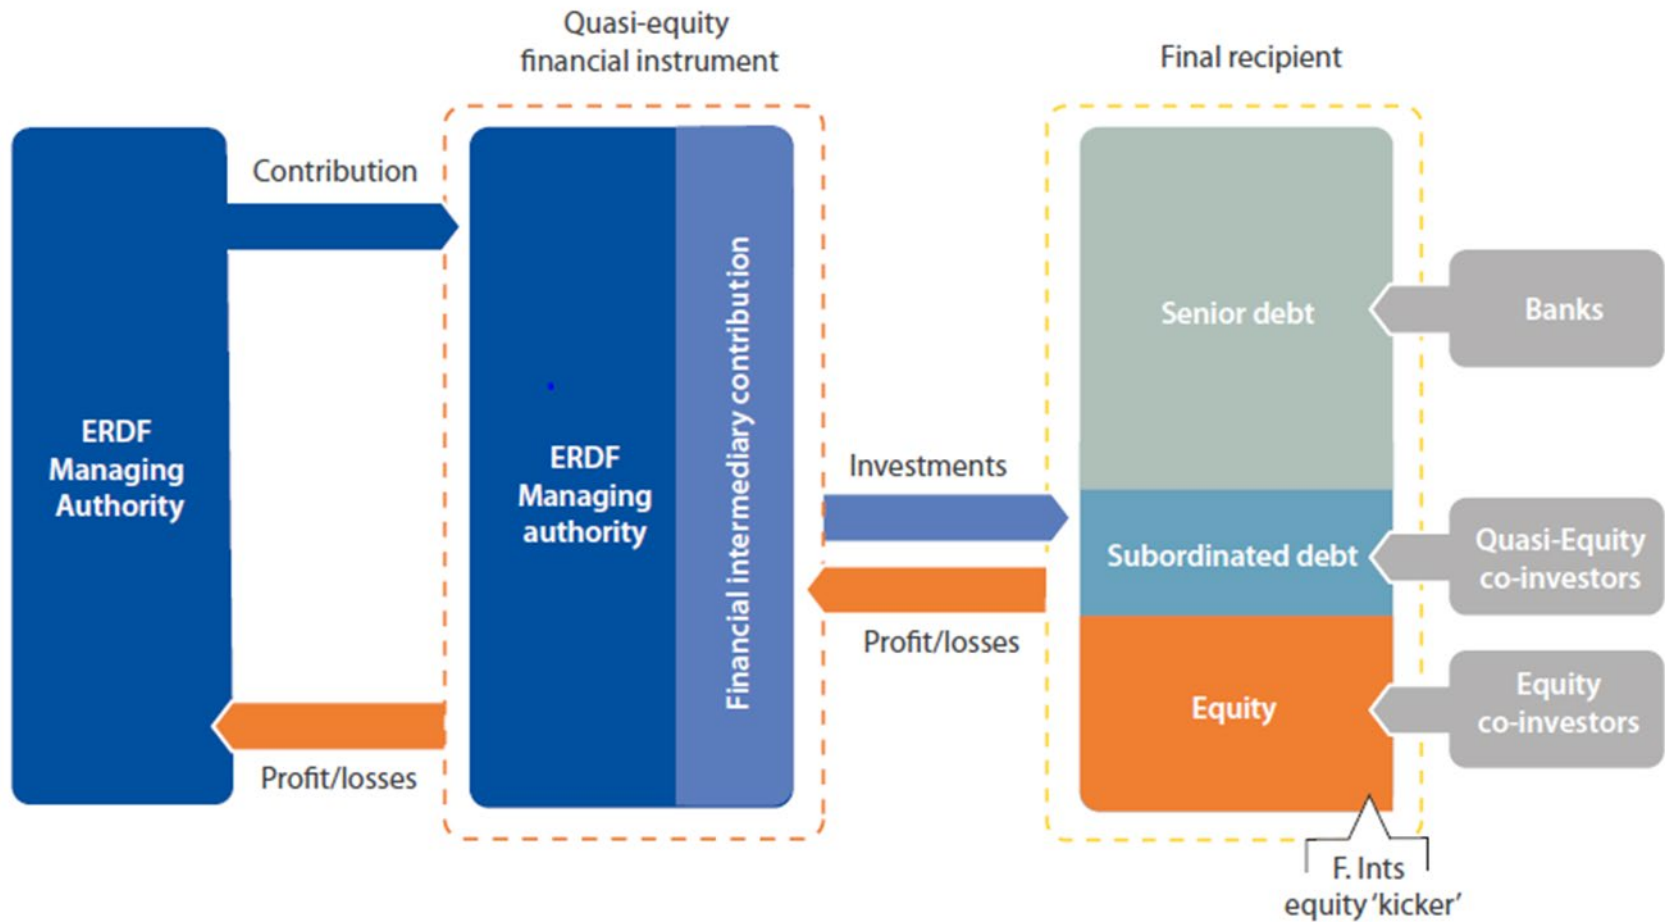 Quasi-equity
financial instrument
Final recipient
Contribution
ERDF
Managing
Authority
Profit/losses
ERDF
Managing
authority
Financial intermediary contribution
Investments
Profit/losses
Senior debt
Subordinated debt
Equity
Banks
Quasi-Equity
co-investors
Equity
co-investors
F. Ints
equity ‘kicker’